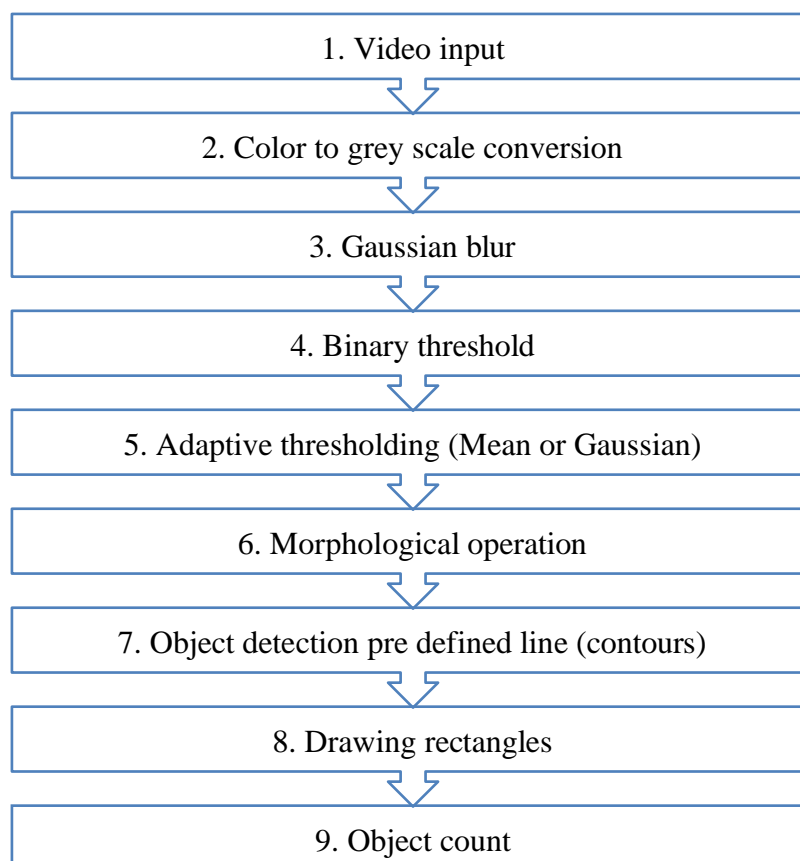 1. Video input
2. Color to grey scale conversion
3. Gaussian blur
4. Binary threshold
5. Adaptive thresholding (Mean or Gaussian)
6. Morphological operation
7. Object detection pre defined line (contours)
8. Drawing rectangles
9. Object count